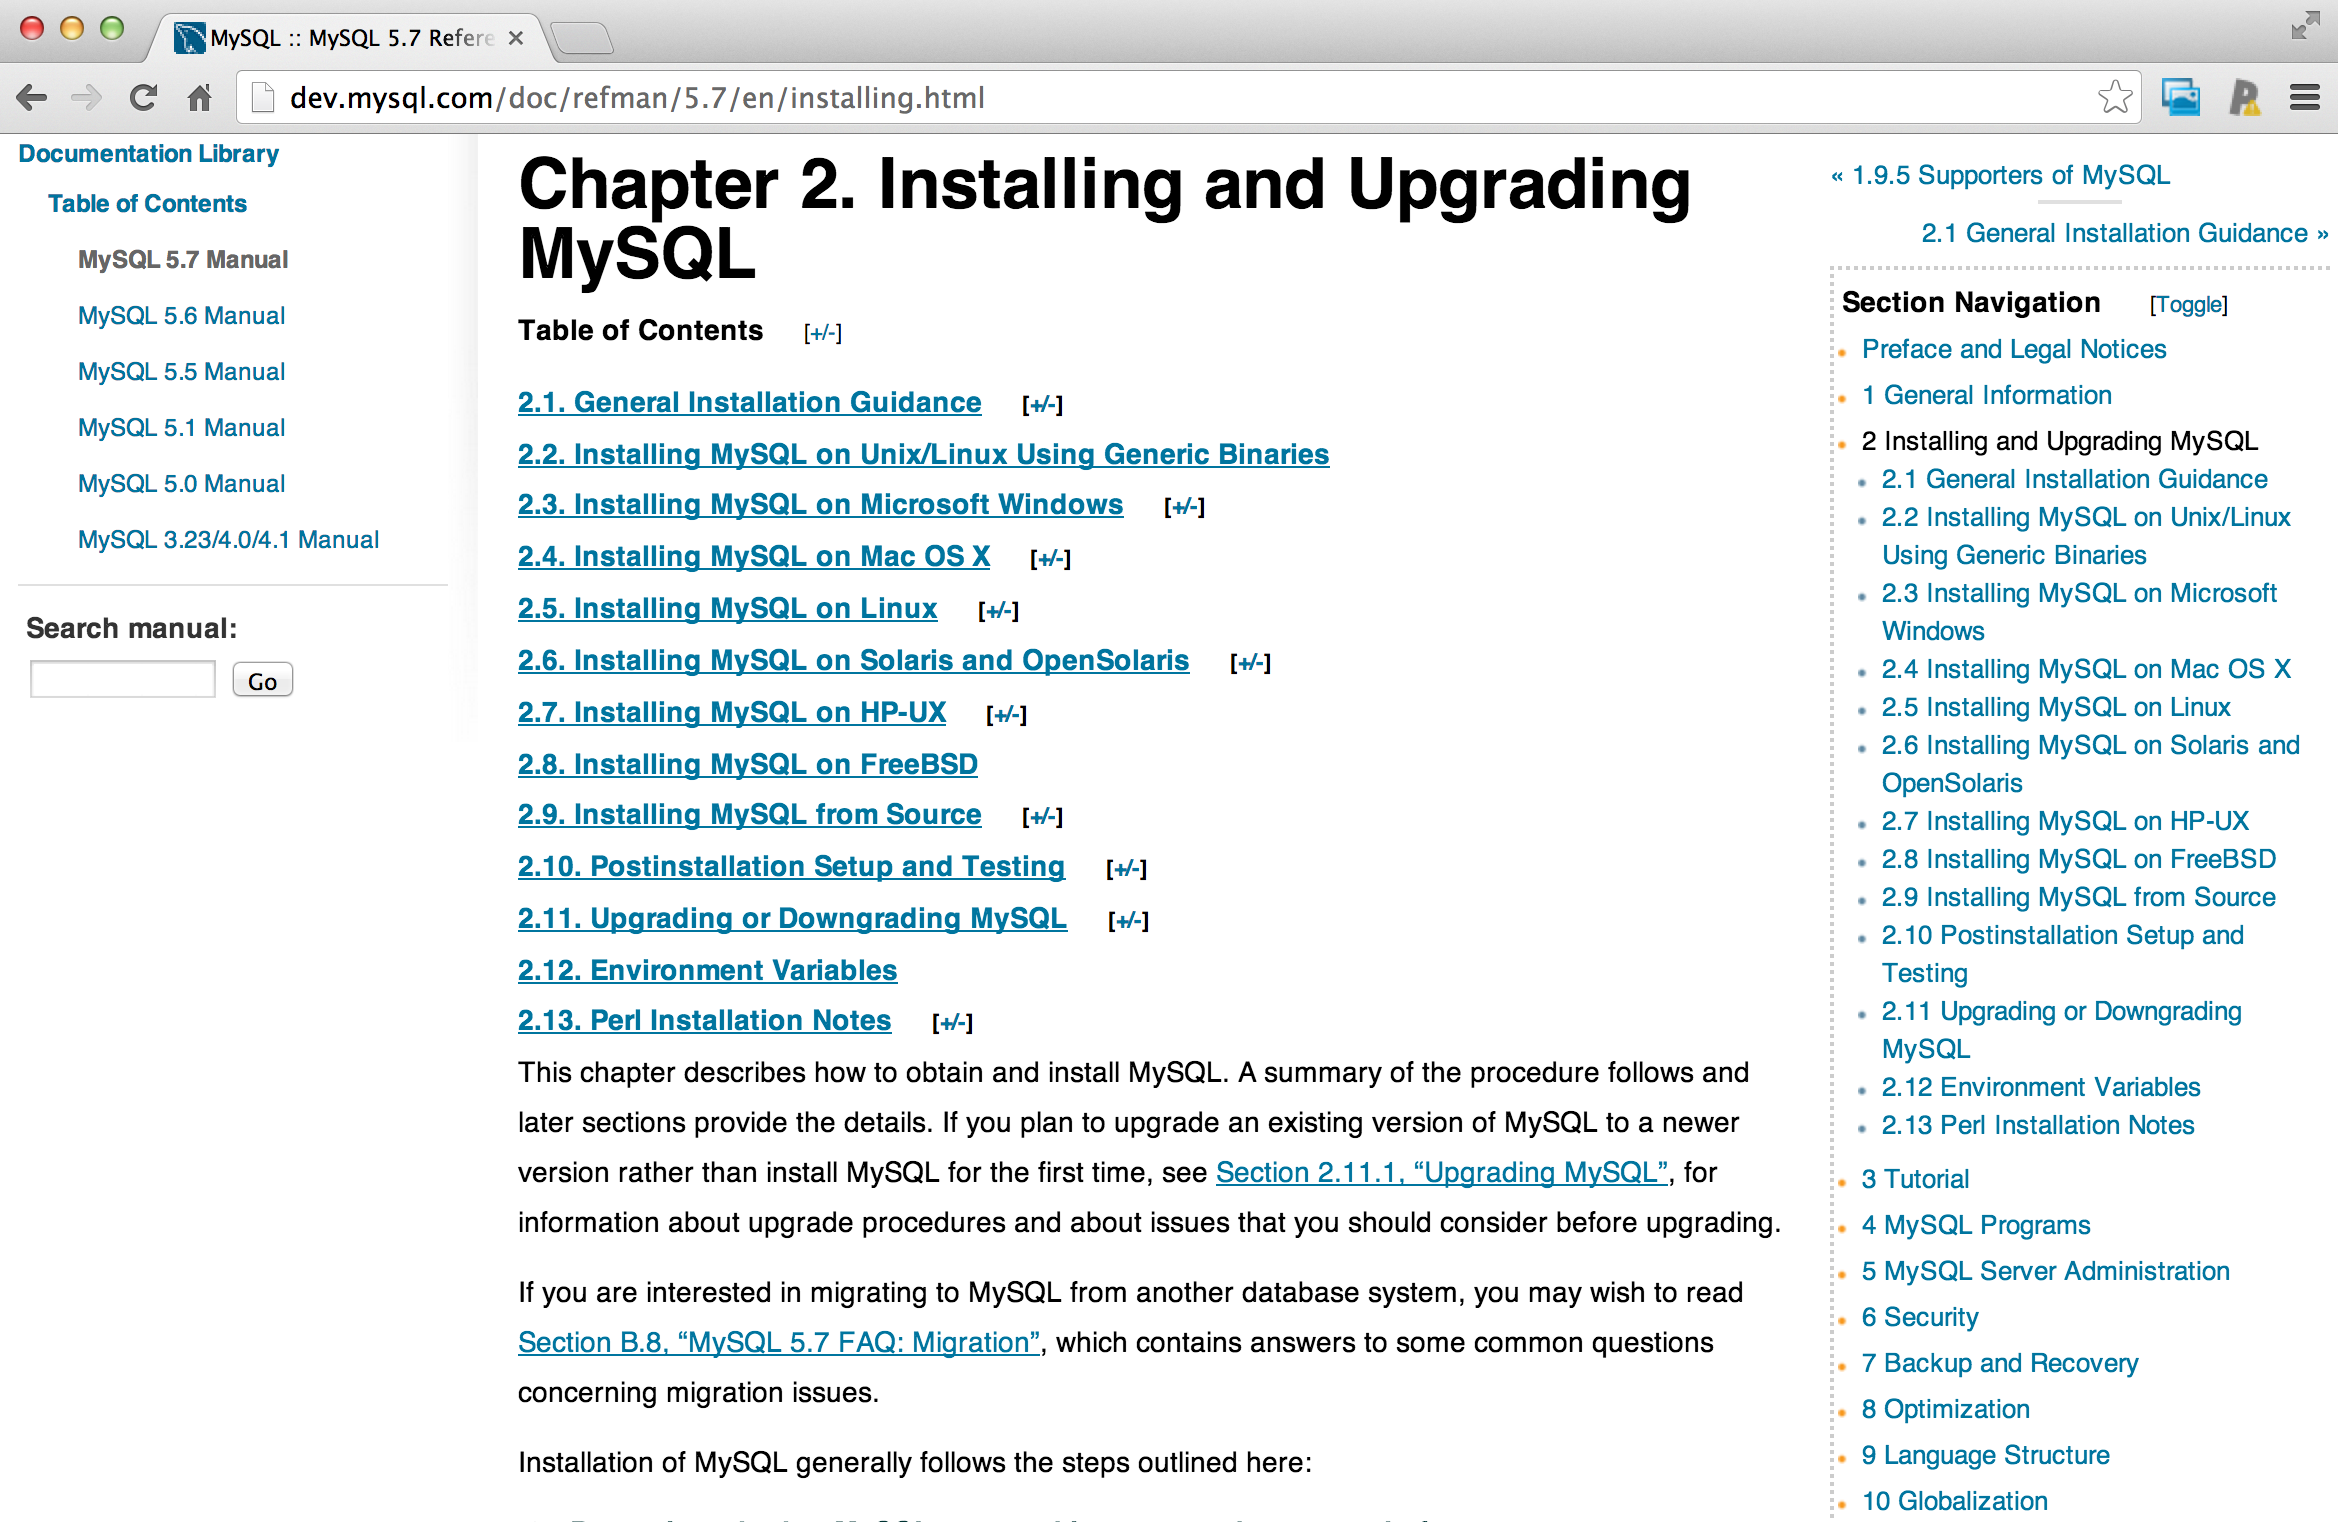 MySQL :: MySQL 5.7 Refere
dev.mysql.com/doc/refman/5.7/en/installing.html
Documentation Library
Table of Contents
MySQL 5.7 Manual
MySQL 5.6 Manual
MySQL 5.5 Manual
MySQL 5.1 Manual
MySQL 5.0 Manual
MySQL 3.23/4.0/4.1 Manual
Search manual:
Go
Chapter 2. Installing and Upgrading
MySQL
Table of Contents [+/-]
2.1. General Installation Guidance [+/-]
2.2. Installing MySQL on Unix/Linux Using Generic Binaries
2.3. Installing MySQL on Microsoft Windows [+/-]
2.4. Installing MySQL on Mac OS X [+/-]
2.5. Installing MySQL on Linux [+/-]
2.6. Installing MySQL on Solaris and OpenSolaris [+/-]
2.7. Installing MySQL on HP-UX [+/-]
2.8. Installing MySQL on FreeBSD
2.9. Installing MySQL from Source [+/-]
2.10. Postinstallation Setup and Testing [+/-]
2.11. Upgrading or Downgrading MySQL [+/-]
2.12. Environment Variables
2.13. Perl Installation Notes [+/-]
This chapter describes how to obtain and install MySQL. A summary of the procedure follows and
later sections provide the details. If you plan to upgrade an existing version of MySQL to a newer
version rather than install MySQL for the first time, see Section 2.11.1, “Upgrading MySQL”, for
information about upgrade procedures and about issues that you should consider before upgrading.
If you are interested in migrating to MySQL from another database system, you may wish to read
Section B.8, “MySQL 5.7 FAQ: Migration”, which contains answers to some common questions
concerning migration issues.
Installation of MySQL generally follows the steps outlined here:
« 1.9.5 Supporters of MySQL
2.1 General Installation Guidance »
Section Navigation [Toggle]
Preface and Legal Notices
1 General Information
2 Installing and Upgrading MySQL
2.1 General Installation Guidance
2.2 Installing MySQL on Unix/Linux
Using Generic Binaries
2.3 Installing MySQL on Microsoft
Windows
2.4 Installing MySQL on Mac OS X
2.5 Installing MySQL on Linux
2.6 Installing MySQL on Solaris and
OpenSolaris
2.7 Installing MySQL on HP-UX
2.8 Installing MySQL on FreeBSD
2.9 Installing MySQL from Source
2.10 Postinstallation Setup and
Testing
2.11 Upgrading or Downgrading
MySQL
2.12 Environment Variables
2.13 Perl Installation Notes
3 Tutorial
4 MySQL Programs
5 MySQL Server Administration
6 Security
7 Backup and Recovery
8 Optimization
9 Language Structure
10 Globalization